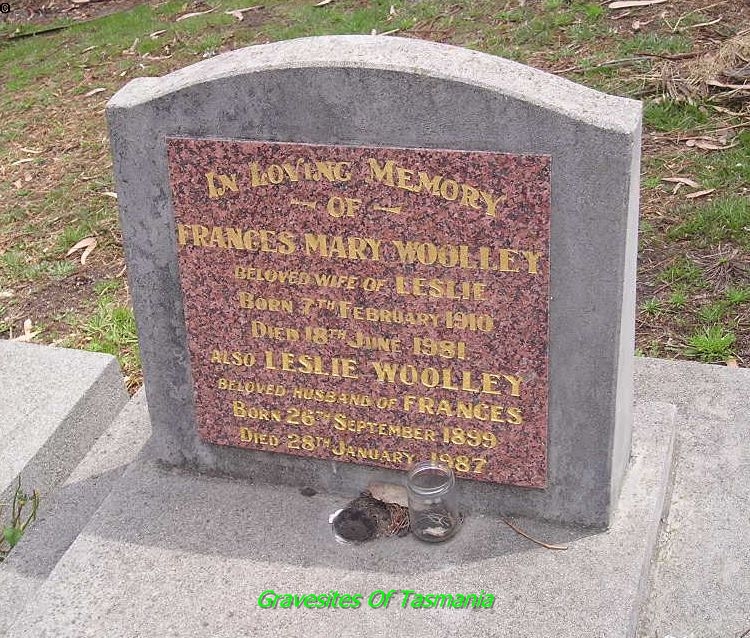 In Loving Memory
– OF –
FRANCES MARY WOOLLEY
BELOVED WIFE OF LESLIE
BORN 7TH FEBRUARY 1910
DIED 18TH JUNE 1981
ALSO LESLIE WOOLLEY
BELOVED HUSBAND OF FRANCES
BORN 26TH SEPTEMBER 1899
DIED 28TH JANUARY 1987
Gravesites Of Tasmania